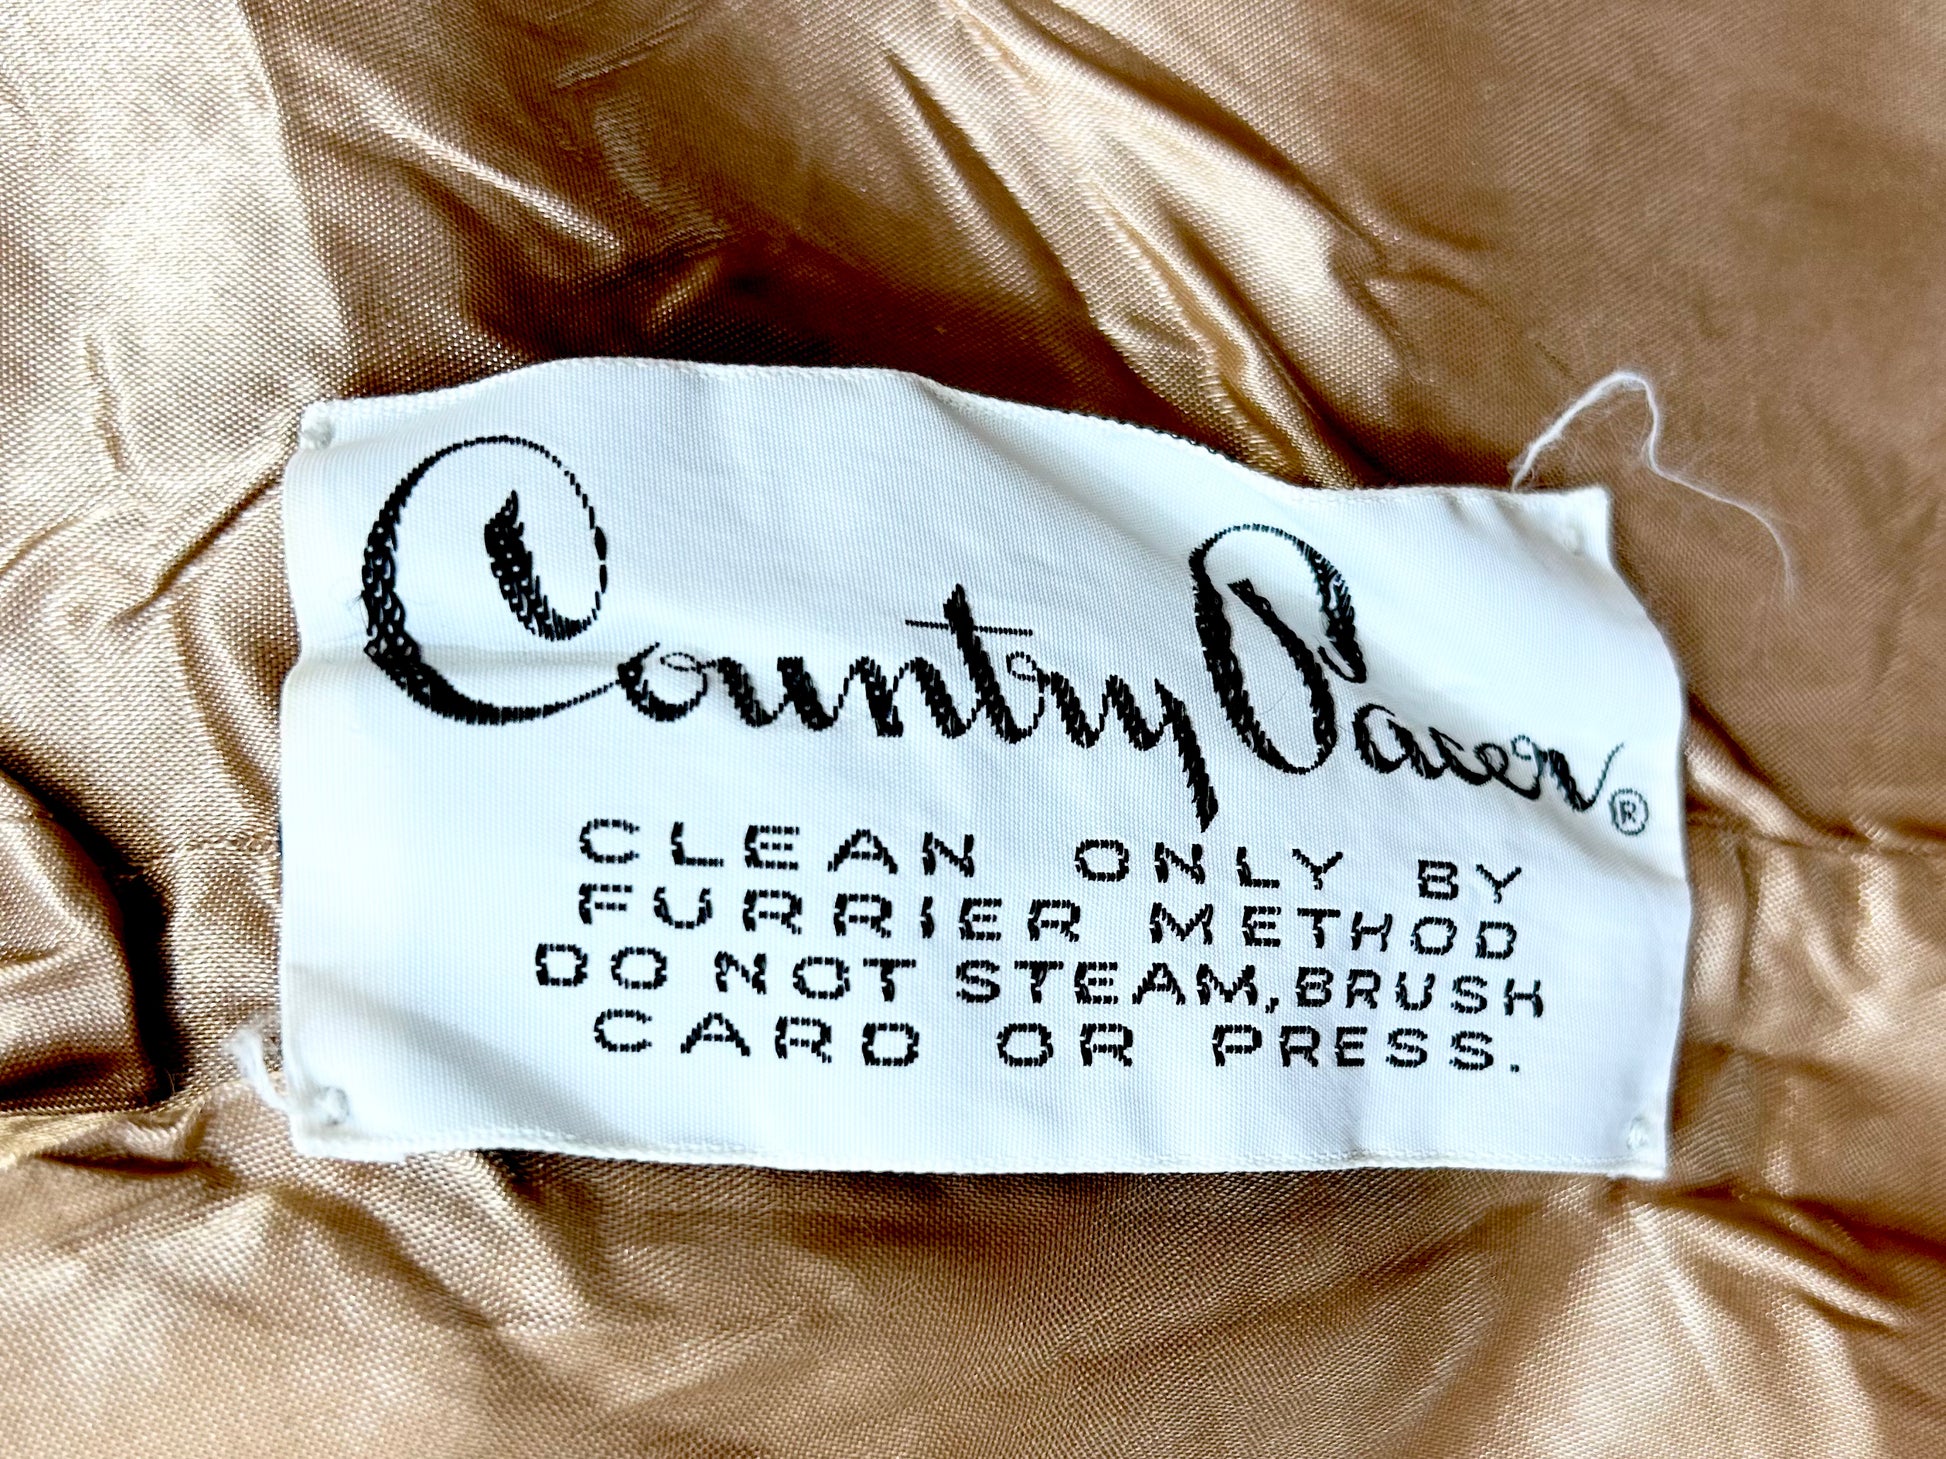 Country Pacer®
CLEAN ONLY BY
FURRIER METHOD
DO NOT STEAM, BRUSH
CARD OR PRESS.